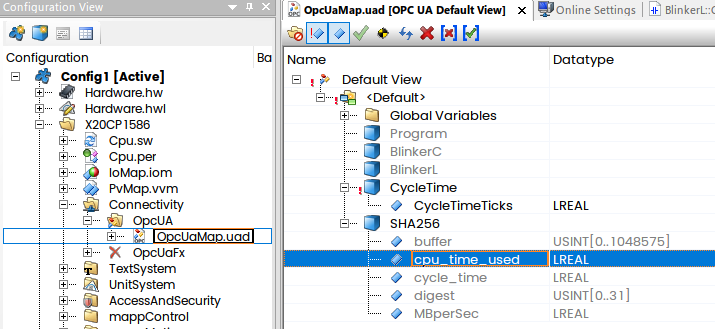 Configuration View
Configuration
Ba
Config1 [Active]
Hardware.hw
Hardware.hwl
X20CP1586
Cpu.sw
Cpu.per
IoMap.iom
PvMap.vvm
Connectivity
OpcUA
OPC
OpcUaMap.uad
OpcUaFx
TextSystem
UnitSystem
AccessAndSecurity
mappControl
OPC
OpcUaMap.uad [OPC UA Default View]
Online Settings
BlinkerL::C
OPC
Name
Datatype
Default View
<Default>
Global Variables
Program
BlinkerC
BlinkerL
CycleTime
CycleTimeTicks
LREAL
SHA256
buffer
USINT[0..1048575]
cpu_time_used
LREAL
cycle_time
LREAL
digest
USINT[0..31]
MBperSec
LREAL